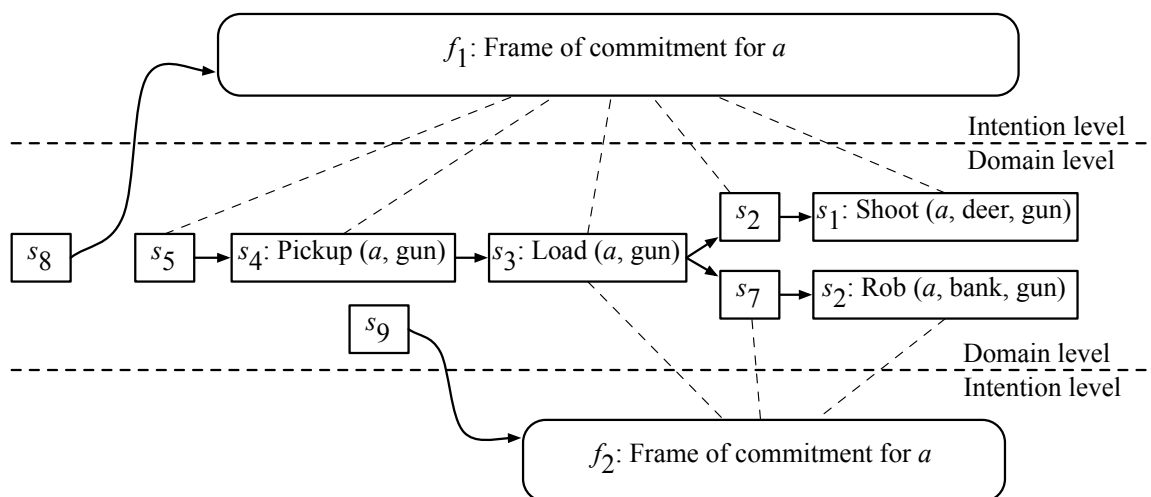 f1: Frame of commitment for a
Intention level
Domain level
s2
s1: Shoot (a, deer, gun)
s8
s5
s4: Pickup (a, gun)
s3: Load (a, gun)
s7
s2: Rob (a, bank, gun)
s9
Domain level
Intention level
f2: Frame of commitment for a